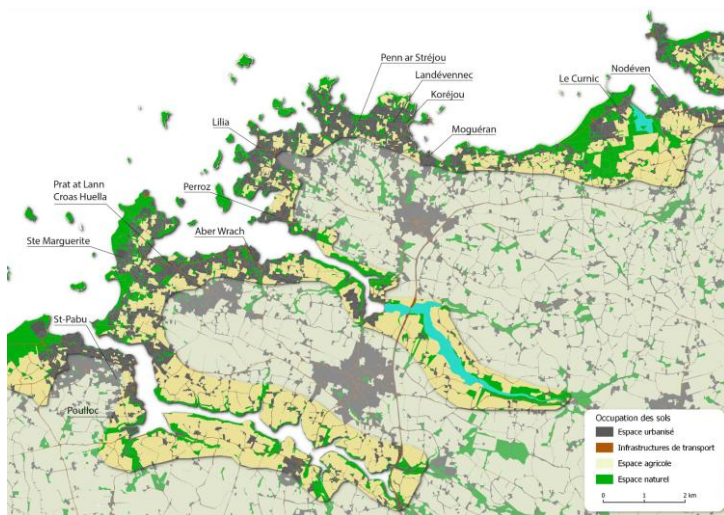 Penn ar Stréjou
Landévennec
Koréjou
Nodéven
Le Curnic
Lilia
Moguéran
Perroz
Prat at Lann
Croas Huella
Aber Wrach
Ste Marguerite
St-Pabu
Poulloc
Occupation des sols
Espace urbanisé
Infrastructures de transport
Espace agricole
Espace naturel
0 1 2 km